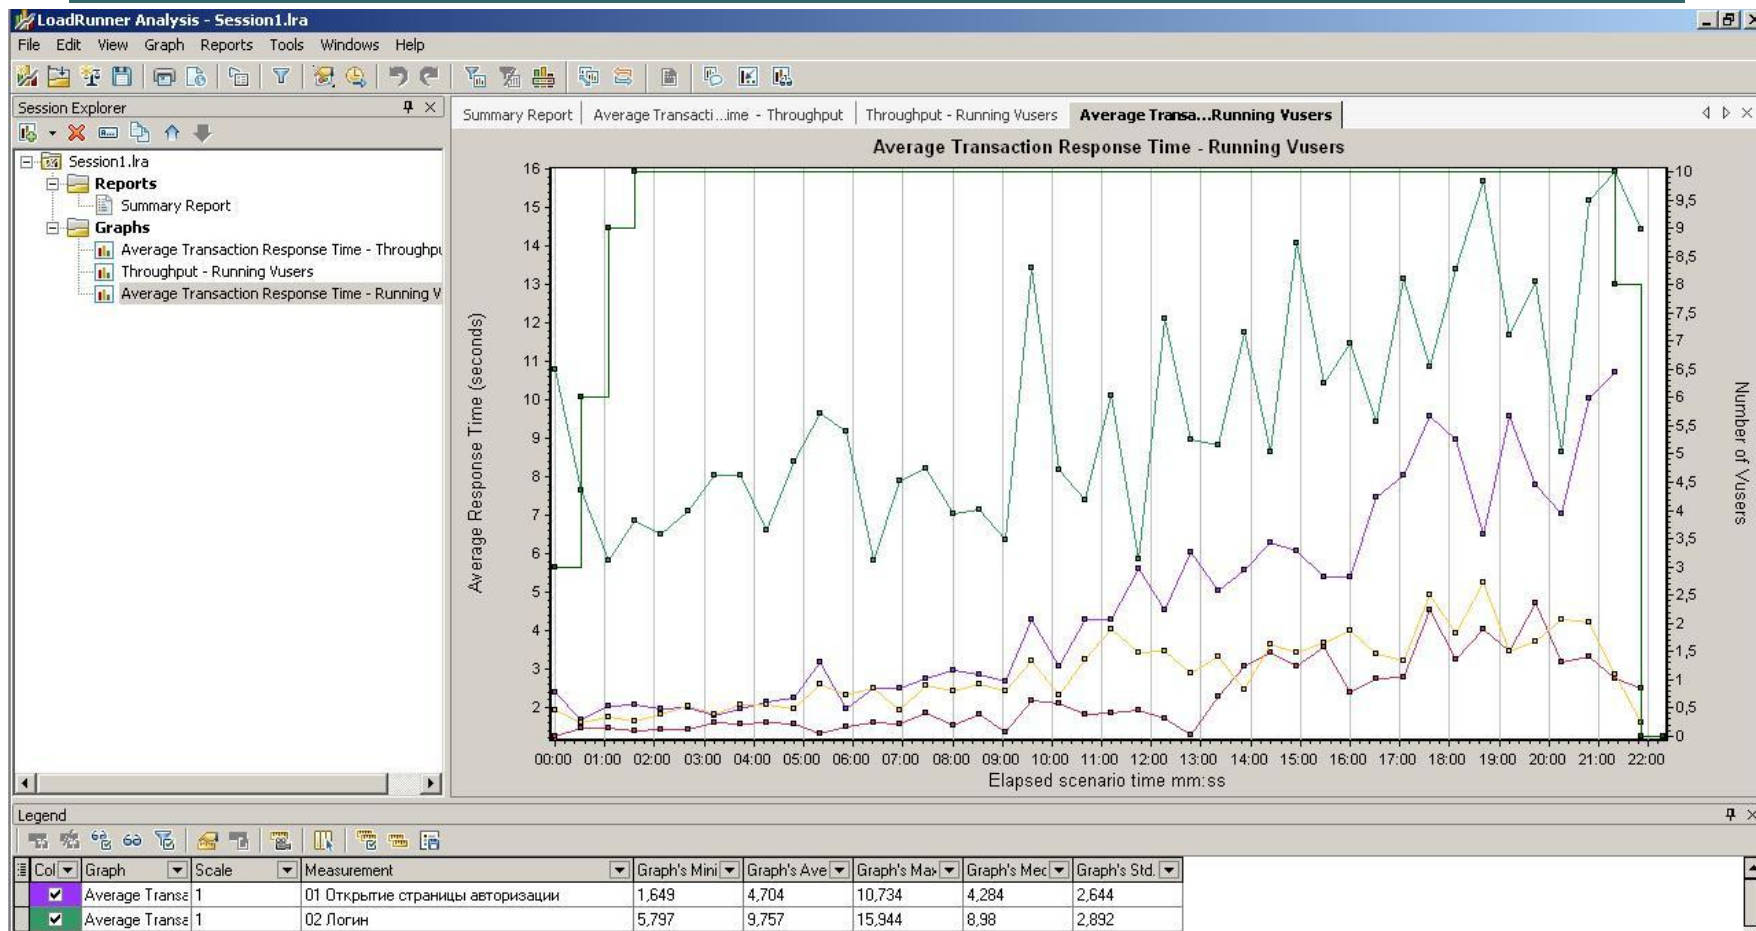 LoadRunner Analysis - Session1.lra
File Edit View Graph Reports Tools Windows Help
Session Explorer
Session1.lra
Reports
Summary Report
Graphs
Average Transaction Response Time - Throughpu
Throughput - Running Vusers
Average Transaction Response Time - Running V
Summary Report
Average Transacti...ime - Throughput
Throughput - Running Vusers
Average Transa...Running Vusers
Average Transaction Response Time - Running Vusers
Average Response Time (seconds)
16
15
14
13
12
11
10
9
8
7
6
5
4
3
2
10
9,5
9
8,5
8
7,5
7
6,5
6
5,5
5
4,5
4
3,5
3
2,5
2
1,5
1
0,5
0
Number of Vusers
00:00 01:00 02:00 03:00 04:00 05:00 06:00 07:00 08:00 09:00 10:00 11:00 12:00 13:00 14:00 15:00 16:00 17:00 18:00 19:00 20:00 21:00 22:00
Elapsed scenario time mm:ss
Legend
Col Graph Scale Measurement Graph's Mini Graph's Ave Graph's Max Graph's Med Graph's Std.
Average Transa 1 01 Открытие страницы авторизации 1,649 4,704 10,734 4,284 2,644
Average Transa 1 02 Логин 5,797 9,757 15,944 8,98 2,892